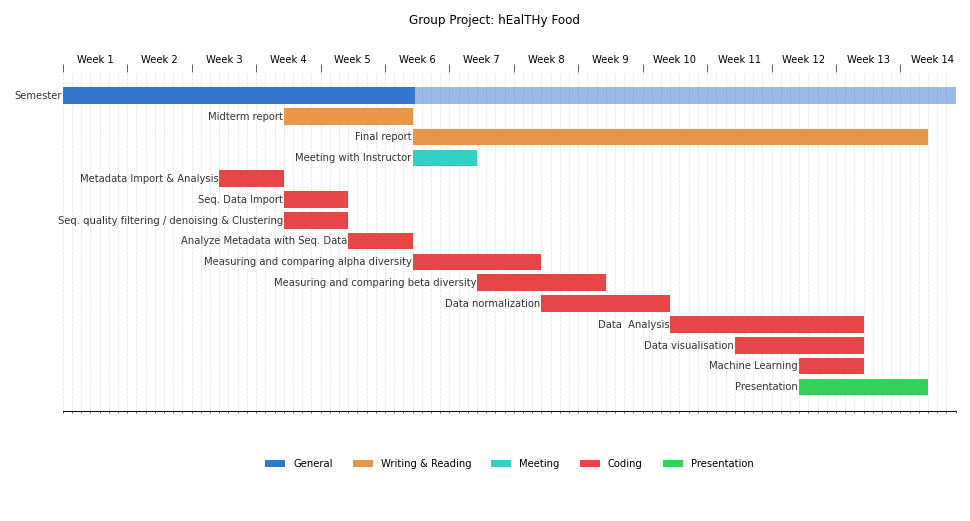 Group Project: hEalTHy Food
Week 1 Week 2 Week 3 Week 4 Week 5 Week 6 Week 7 Week 8 Week 9 Week 10 Week 11 Week 12 Week 13 Week 14
Semester
Midterm report
Final report
Meeting with Instructor
Metadata Import & Analysis
Seq. Data Import
Seq. quality filtering / denoising & Clustering
Analyze Metadata with Seq. Data
Measuring and comparing alpha diversity
Measuring and comparing beta diversity
Data normalization
Data  Analysis
Data visualisation
Machine Learning
Presentation
General Writing & Reading Meeting Coding Presentation